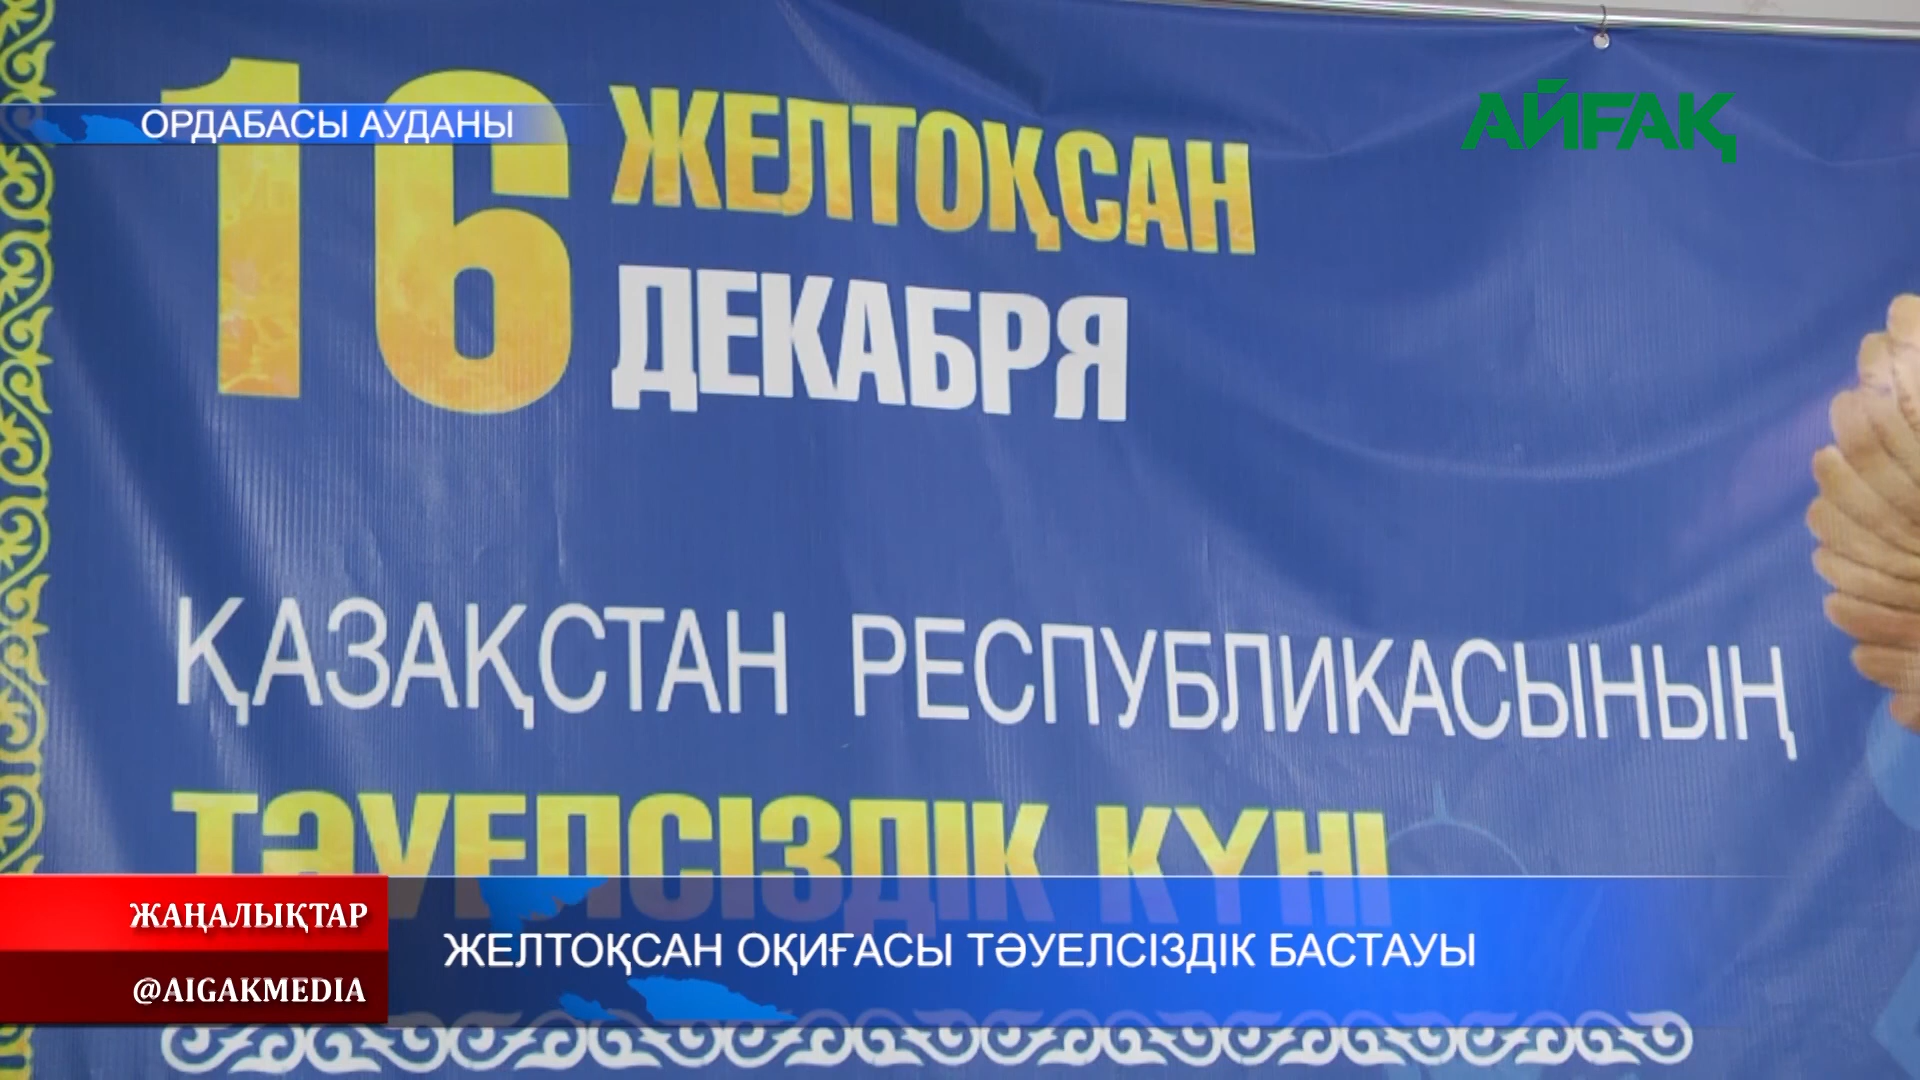 ОРДАБАСЫ АУДАНЫ
АЙҒАҚ
16 ЖЕЛТОҚСАН
ДЕКАБРЯ
ҚАЗАҚСТАН РЕСПУБЛИКАСЫНЫҢ
ТӘУЕЛСІЗДІК КҮНІ
ЖАҢАЛЫҚТАР
@AIGAKMEDIA
ЖЕЛТОҚСАН ОҚИҒАСЫ ТӘУЕЛСІЗДІК БАСТАУЫ